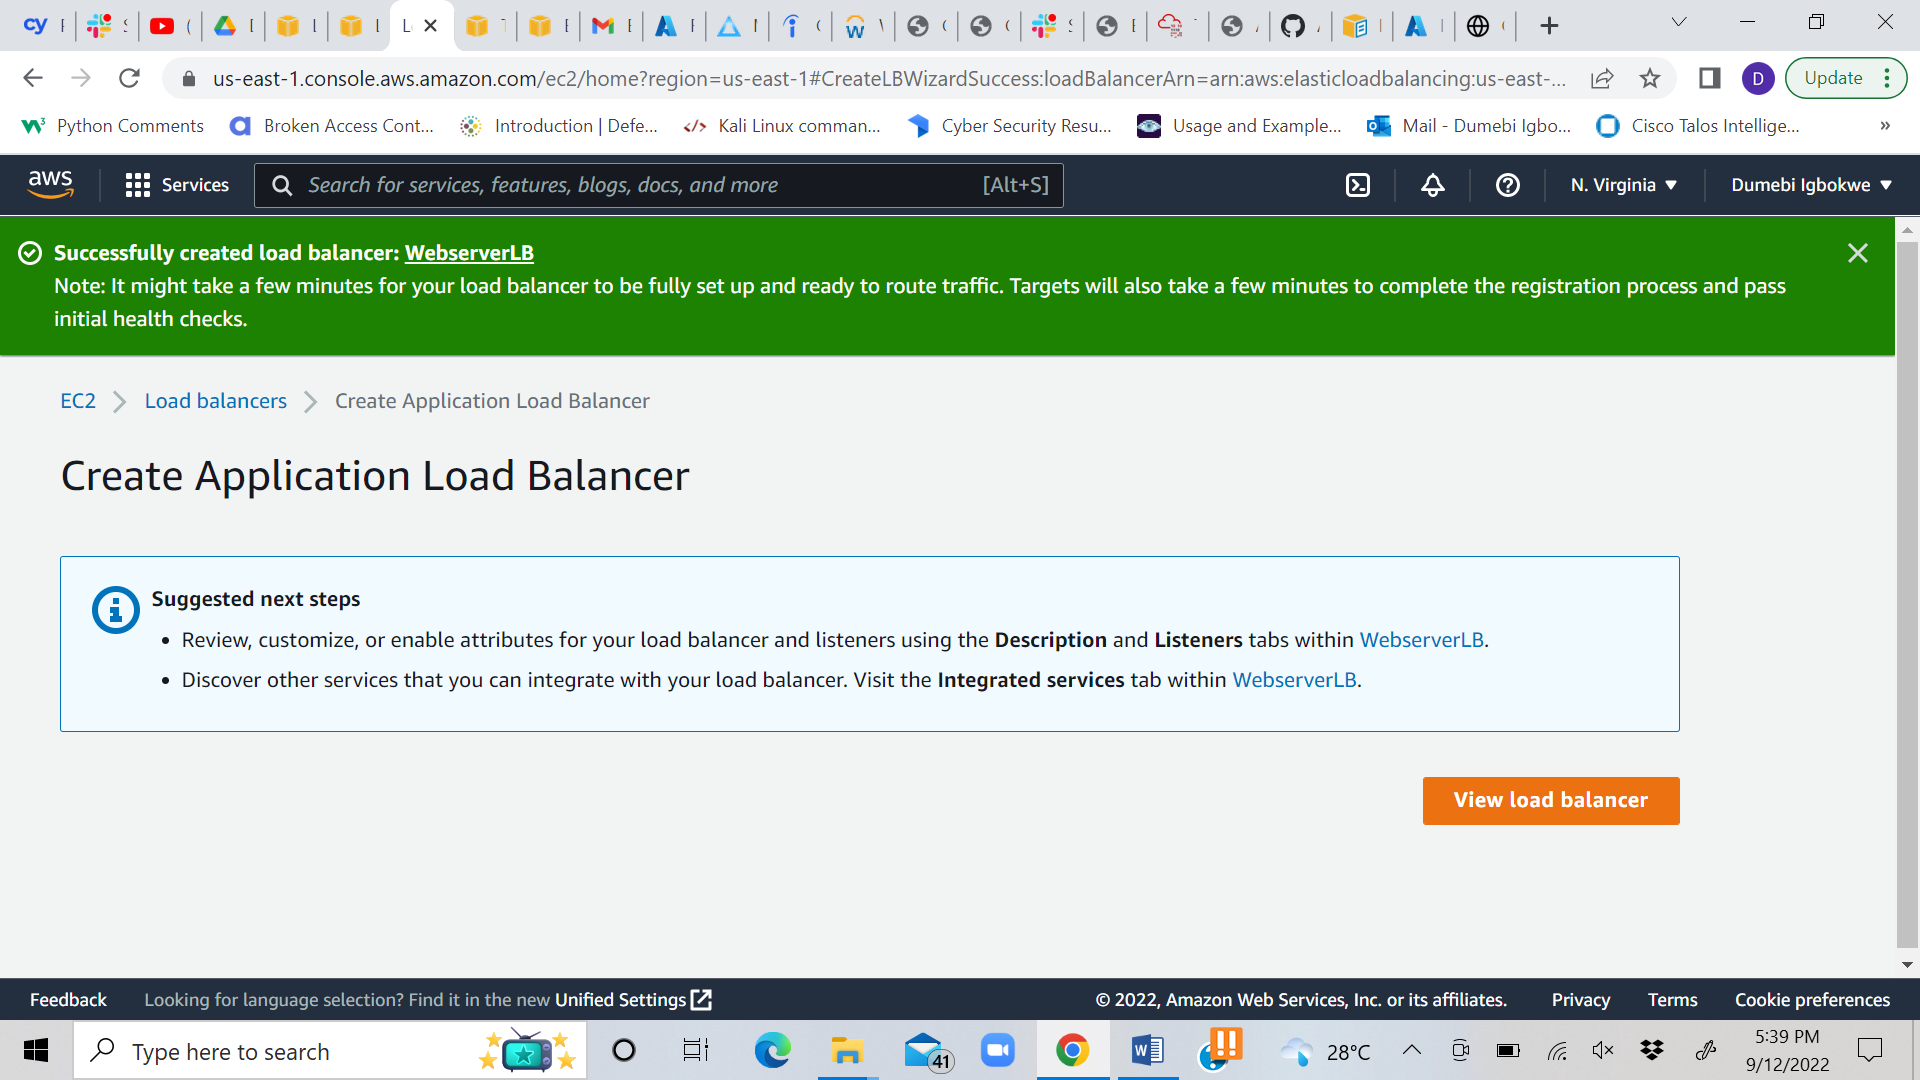 us-east-1.console.aws.amazon.com/ec2/home?region=us-east-1#CreateLBWizardSuccess:loadBalancerArn=arn:aws:elasticloadbalancing:us-east-...
D
Update
Python Comments
Broken Access Cont...
Introduction | Defe...
Kali Linux comman...
Cyber Security Resu...
Usage and Example...
Mail - Dumebi Igbo...
Cisco Talos Intellige...
»
aws
Services
Search for services, features, blogs, docs, and more
[Alt+S]
N. Virginia
Dumebi Igbokwe
Successfully created load balancer: WebserverLB
Note: It might take a few minutes for your load balancer to be fully set up and ready to route traffic. Targets will also take a few minutes to complete the registration process and pass
initial health checks.
EC2
Load balancers
Create Application Load Balancer
Create Application Load Balancer
Suggested next steps
• Review, customize, or enable attributes for your load balancer and listeners using the Description and Listeners tabs within WebserverLB.
• Discover other services that you can integrate with your load balancer. Visit the Integrated services tab within WebserverLB.
View load balancer
Feedback
Looking for language selection? Find it in the new Unified Settings
© 2022, Amazon Web Services, Inc. or its affiliates.
Privacy
Terms
Cookie preferences
Type here to search
41
28°C
5:39 PM
9/12/2022